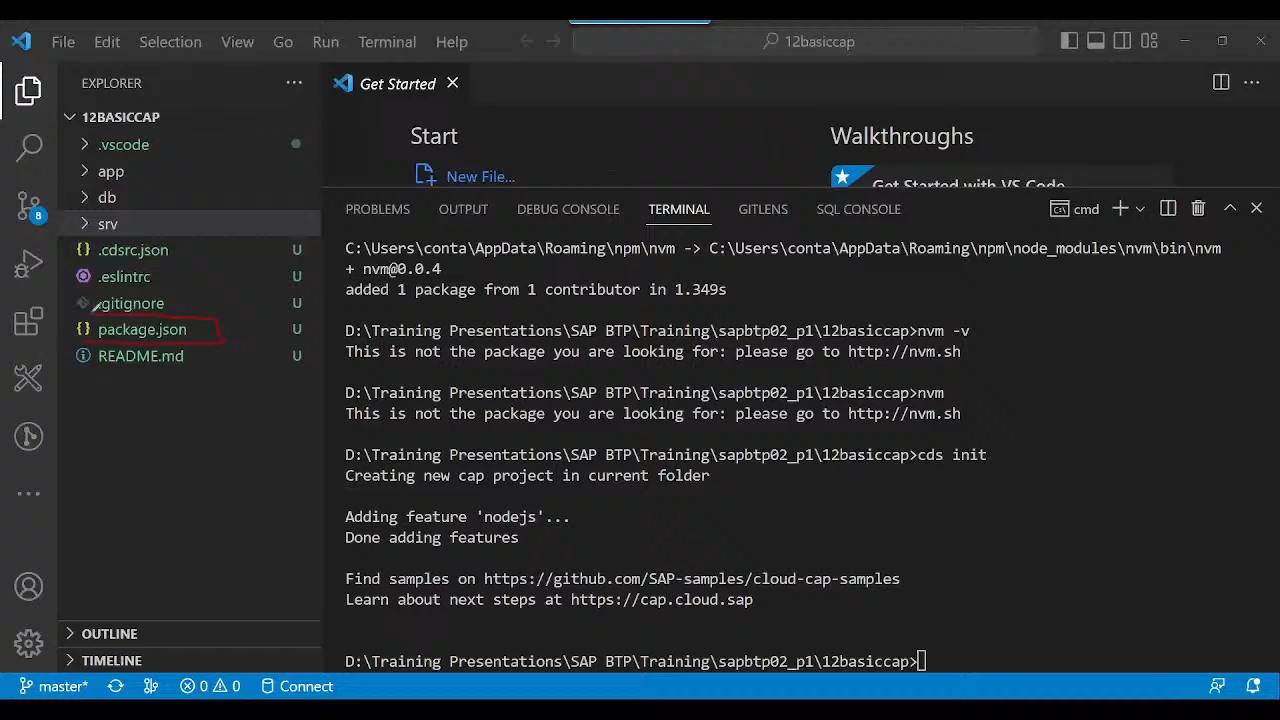 File Edit Selection View Go Run Terminal Help
12basiccap
EXPLORER
12BASICCAP
.vscode
app
db
srv
{} .cdsrc.json U
.eslintrc U
.gitignore U
{} package.json U
README.md U
OUTLINE
TIMELINE
8
Get Started
Start
New File...
Walkthroughs
Get Started with VS Code
PROBLEMS OUTPUT DEBUG CONSOLE TERMINAL GITLENS SQL CONSOLE
cmd
C:\Users\conta\AppData\Roaming\npm\nvm -> C:\Users\conta\AppData\Roaming\npm\node_modules\nvm\bin\nvm
+ nvm@0.0.4
added 1 package from 1 contributor in 1.349s
D:\Training Presentations\SAP BTP\Training\sapbtp02_p1\12basiccap>nvm -v
This is not the package you are looking for: please go to http://nvm.sh
D:\Training Presentations\SAP BTP\Training\sapbtp02_p1\12basiccap>nvm
This is not the package you are looking for: please go to http://nvm.sh
D:\Training Presentations\SAP BTP\Training\sapbtp02_p1\12basiccap>cds init
Creating new cap project in current folder
Adding feature 'nodejs'...
Done adding features
Find samples on https://github.com/SAP-samples/cloud-cap-samples
Learn about next steps at https://cap.cloud.sap
D:\Training Presentations\SAP BTP\Training\sapbtp02_p1\12basiccap>
master* 0 0 Connect